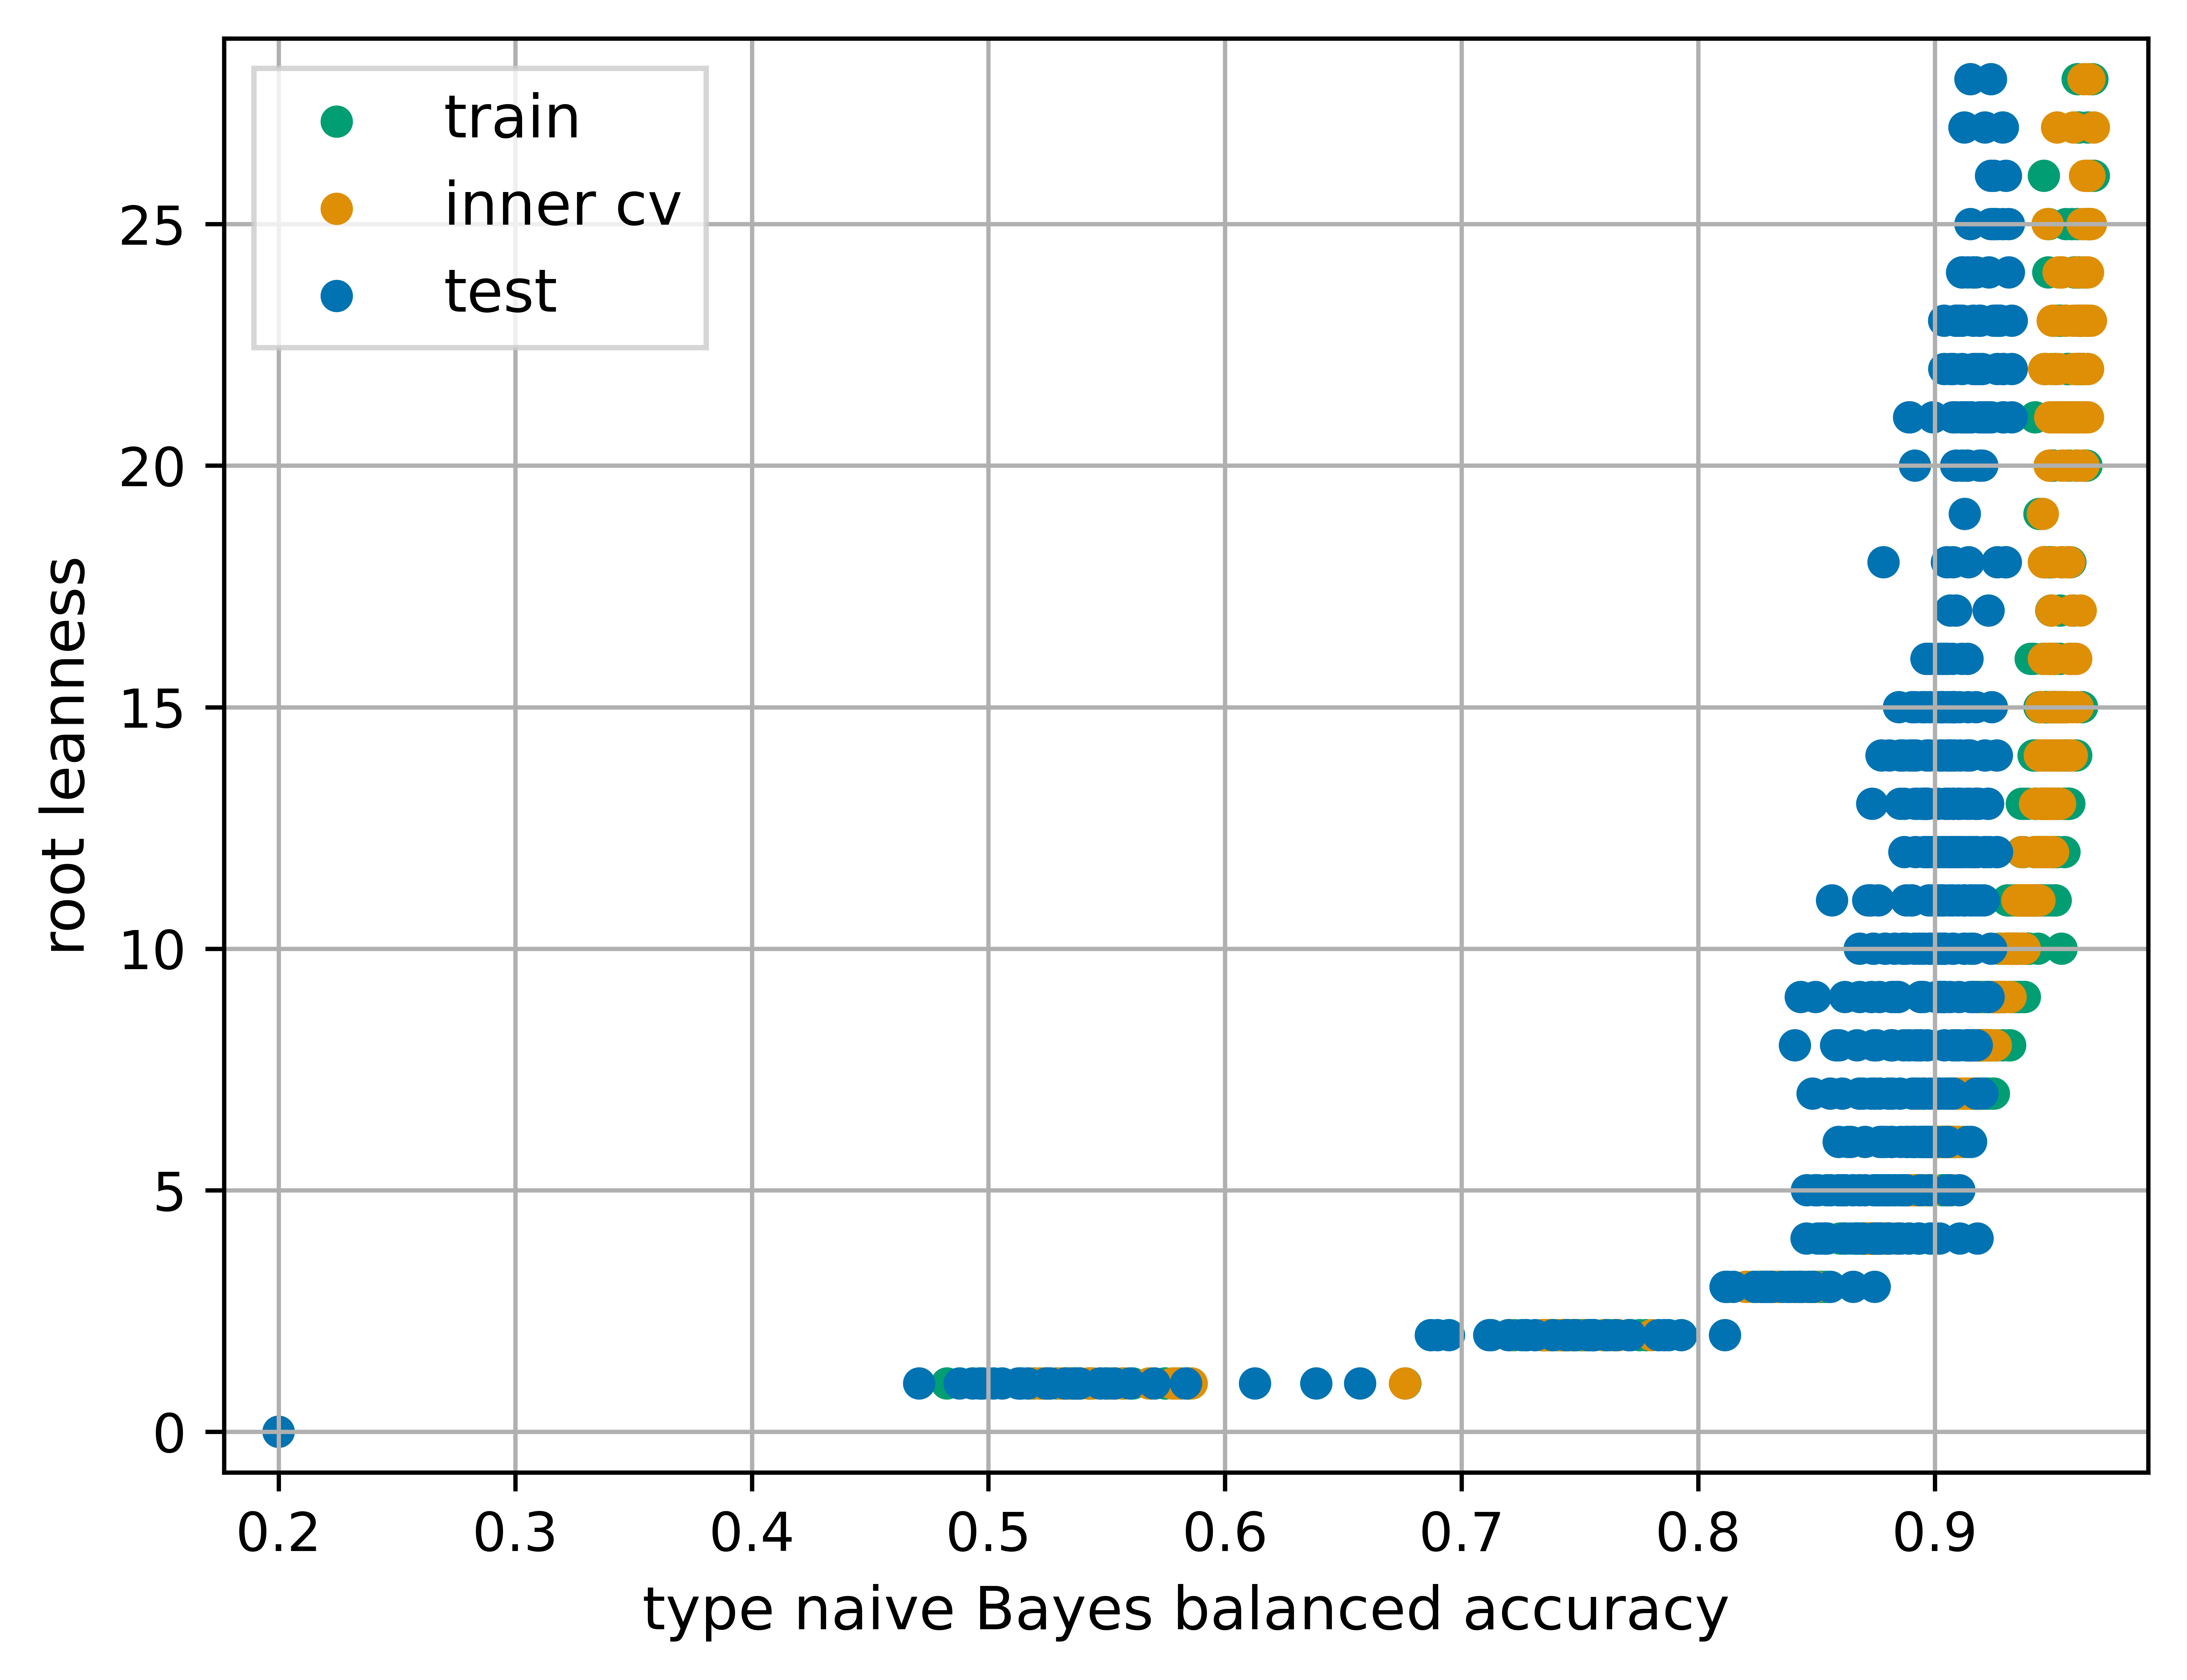 train
inner cv
test
root leanness
25
20
15
10
5
0
0.2 0.3 0.4 0.5 0.6 0.7 0.8 0.9
type naive Bayes balanced accuracy